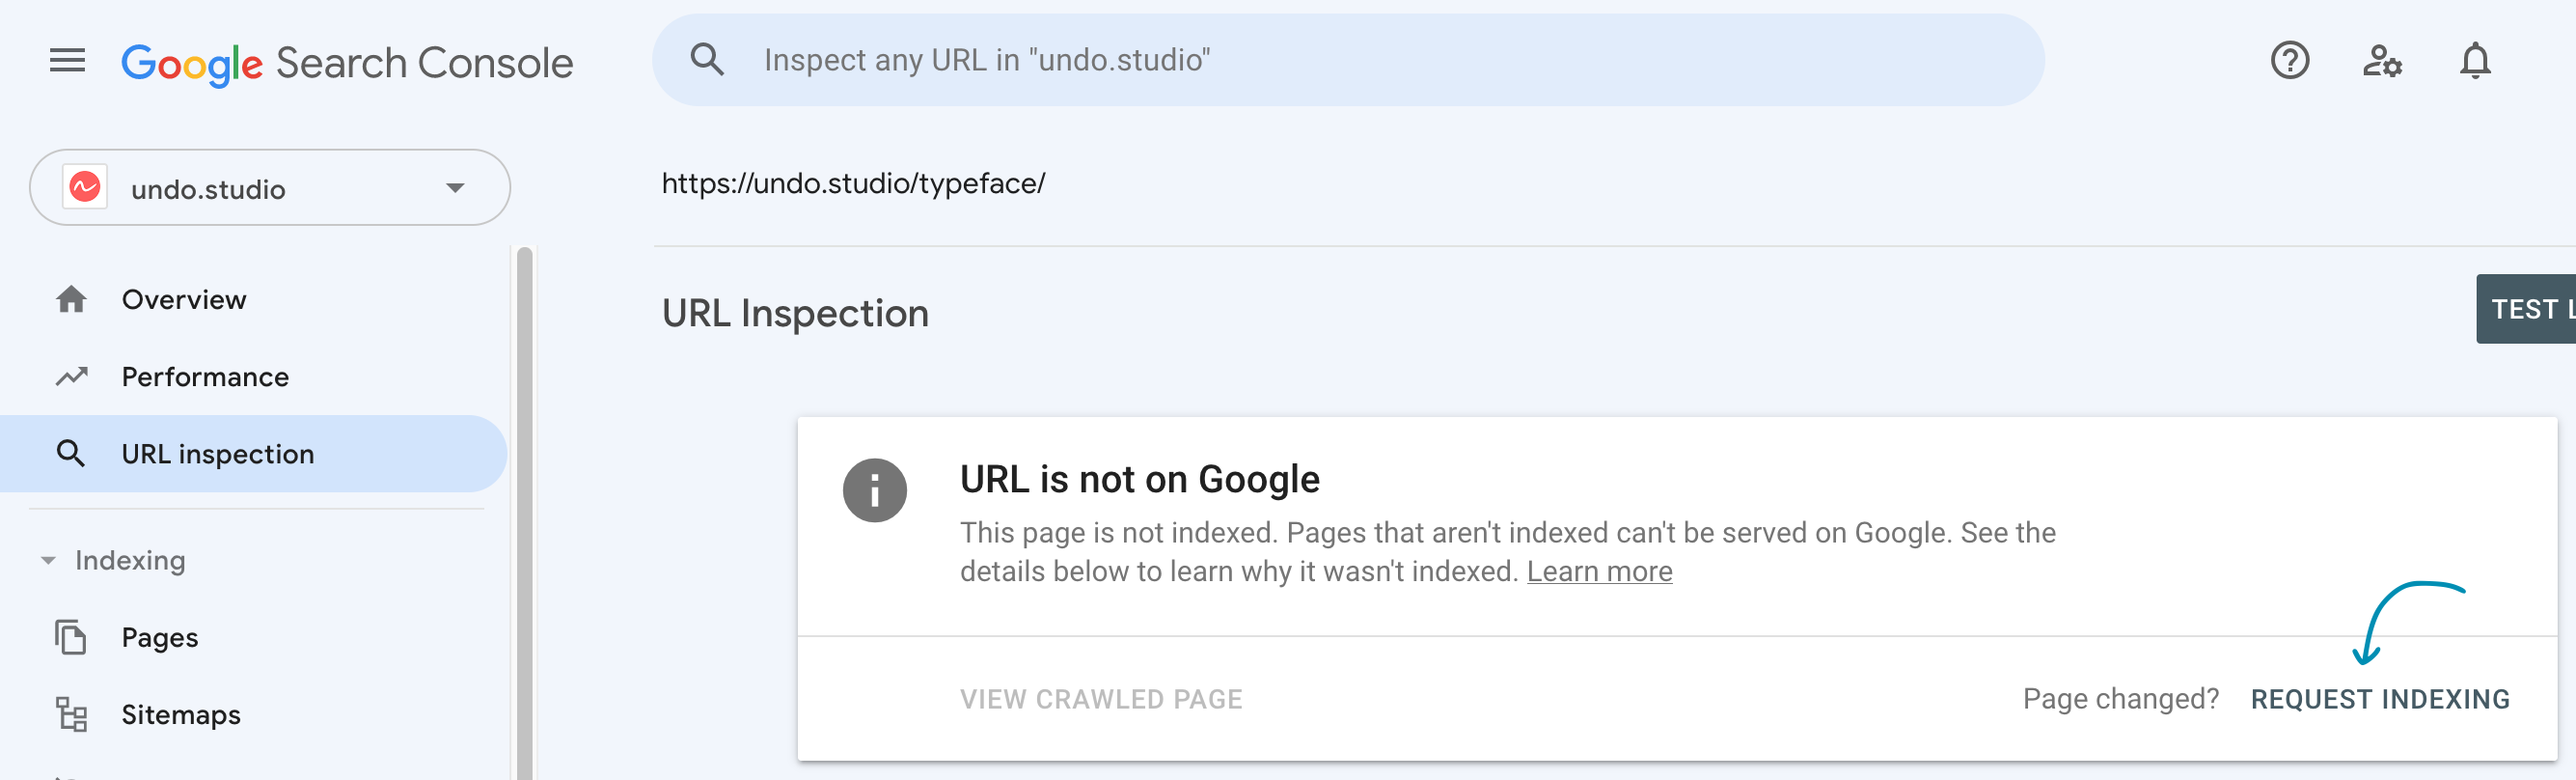 Google Search Console
Inspect any URL in "undo.studio"
undo.studio
https://undo.studio/typeface/
Overview
Performance
URL inspection
Indexing
Pages
Sitemaps
URL Inspection
TEST L
URL is not on Google
This page is not indexed. Pages that aren't indexed can't be served on Google. See the
details below to learn why it wasn't indexed. Learn more
VIEW CRAWLED PAGE
Page changed? REQUEST INDEXING